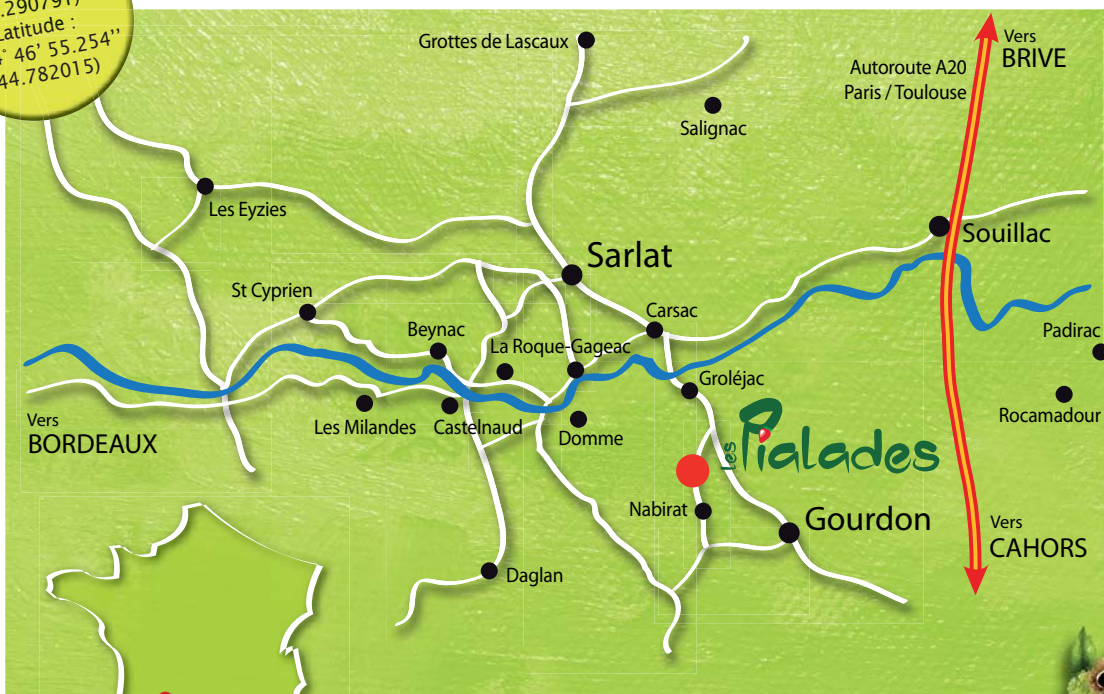 .290791)
Latitude :
46’ 55.254’’
44.782015)
Grottes de Lascaux
Vers
BRIVE
Autoroute A20
Paris / Toulouse
Salignac
Les Eyzies
Souillac
Sarlat
St Cyprien
Carsac
Beynac
La Roque-Gageac
Padirac
Groléjac
Rocamadour
Les Milandes
Castelnaud
Domme
Vers
BORDEAUX
Les Pialades
Nabirat
Gourdon
Vers
CAHORS
Daglan